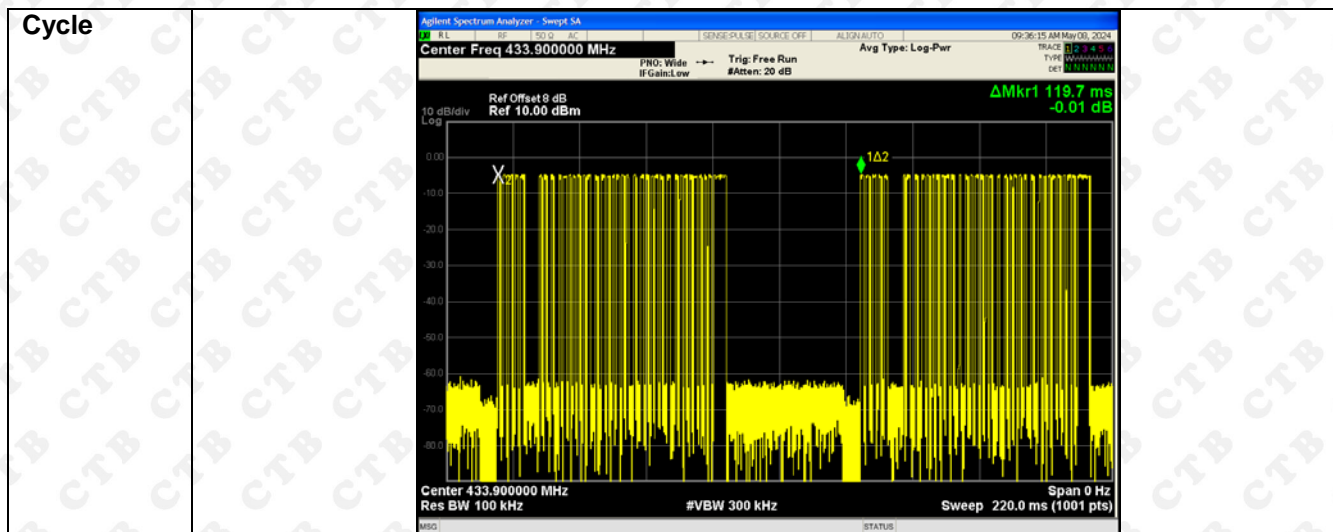 Cycle
Agilent Spectrum Analyzer - Swept SA
RL RF 50 Ω AC SENSE:PULSE SOURCE OFF ALIGN AUTO 09:36:15 AM May 08, 2024
Center Freq 433.900000 MHz Avg Type: Log-Pwr TRACE 1 2 3 4 5 6
PNO: Wide Trig: Free Run TYPE
IFGain:Low #Atten: 20 dB DET N N N N N N
ΔMkr1 119.7 ms
Ref Offset 8 dB -0.01 dB
10 dB/div Ref 10.00 dBm
Log
0.00
1Δ2
X2
-10.0
-20.0
-30.0
-40.0
-50.0
-60.0
-70.0
-80.0
Center 433.900000 MHz Span 0 Hz
Res BW 100 kHz #VBW 300 kHz Sweep 220.0 ms (1001 pts)
MSG STATUS
CTB